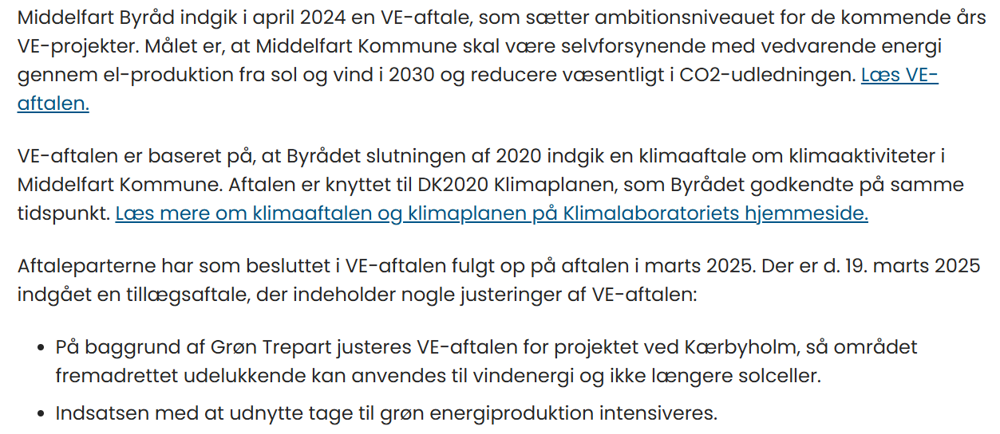 Middelfart Byråd indgik i april 2024 en VE-aftale, som sætter ambitionsniveauet for de kommende års
VE-projekter. Målet er, at Middelfart Kommune skal være selvforsynende med vedvarende energi
gennem el-produktion fra sol og vind i 2030 og reducere væsentligt i CO2-udledningen. Læs VE-
aftalen.
VE-aftalen er baseret på, at Byrådet slutningen af 2020 indgik en klimaaftale om klimaaktiviteter i
Middelfart Kommune. Aftalen er knyttet til DK2020 Klimaplanen, som Byrådet godkendte på samme
tidspunkt. Læs mere om klimaaftalen og klimaplanen på Klimalaboratoriets hjemmeside.
Aftaleparterne har som besluttet i VE-aftalen fulgt op på aftalen i marts 2025. Der er d. 19. marts 2025
indgået en tillægsaftale, der indeholder nogle justeringer af VE-aftalen:
• På baggrund af Grøn Trepart justeres VE-aftalen for projektet ved Kærbyholm, så området
fremadrettet udelukkende kan anvendes til vindenergi og ikke længere solceller.
• Indsatsen med at udnytte tage til grøn energiproduktion intensiveres.